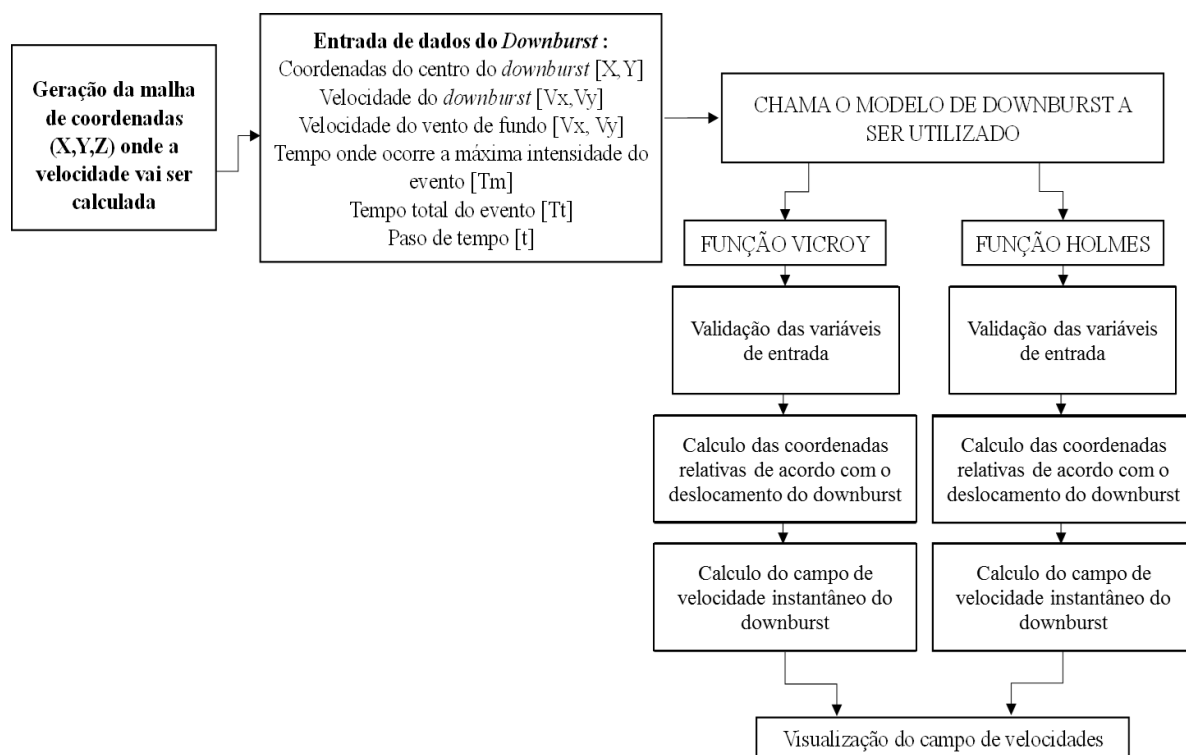 Geração da malha
de coordenadas
(X,Y,Z) onde a
velocidade vai ser
calculada
Entrada de dados do Downburst :
Coordenadas do centro do downburst [X,Y]
Velocidade do downburst [Vx,Vy]
Velocidade do vento de fundo [Vx, Vy]
Tempo onde ocorre a máxima intensidade do
evento [Tm]
Tempo total do evento [Tt]
Paso de tempo [t]
CHAMA O MODELO DE DOWNBURST A
SER UTILIZADO
FUNÇÃO VICROY
Validação das variáveis
de entrada
Calculo das coordenadas
relativas de acordo com o
deslocamento do downburst
Calculo do campo de
velocidade instantâneo do
downburst
FUNÇÃO HOLMES
Validação das variáveis
de entrada
Calculo das coordenadas
relativas de acordo com o
deslocamento do downburst
Calculo do campo de
velocidade instantâneo do
downburst
Visualização do campo de velocidades